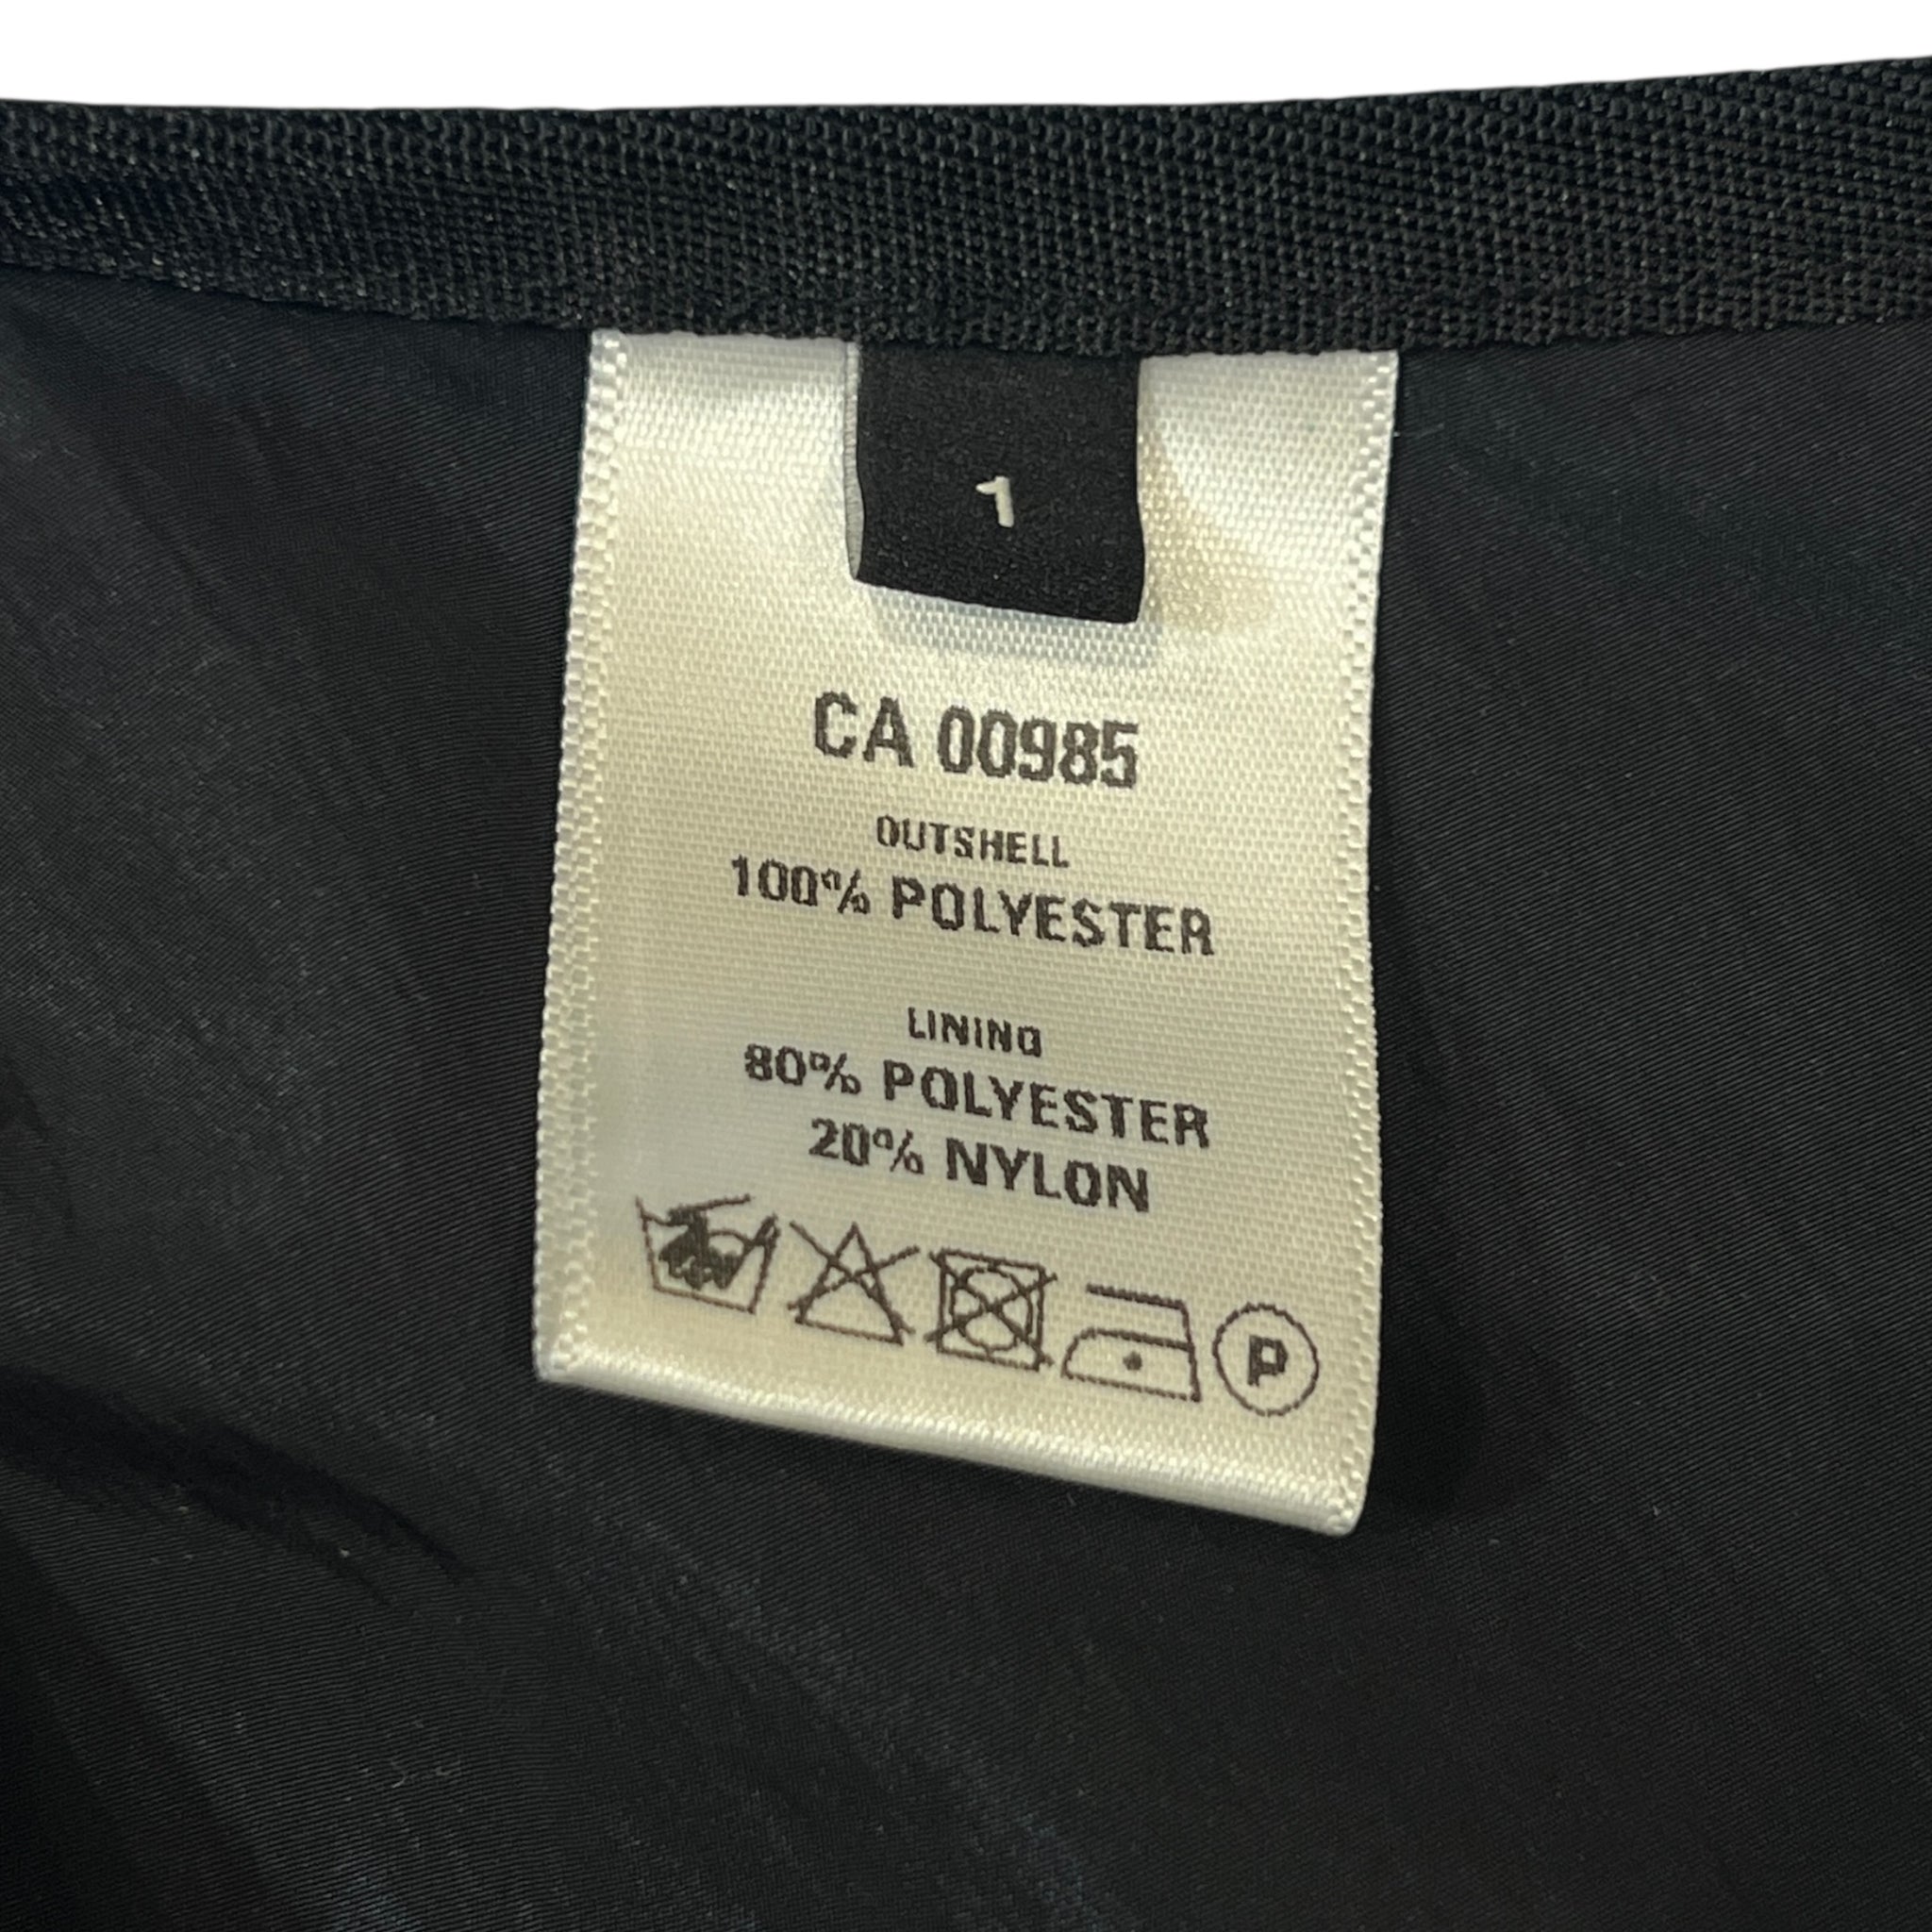 1
CA 00985
OUTSHELL
100% POLYESTER
LINING
80% POLYESTER
20% NYLON
P